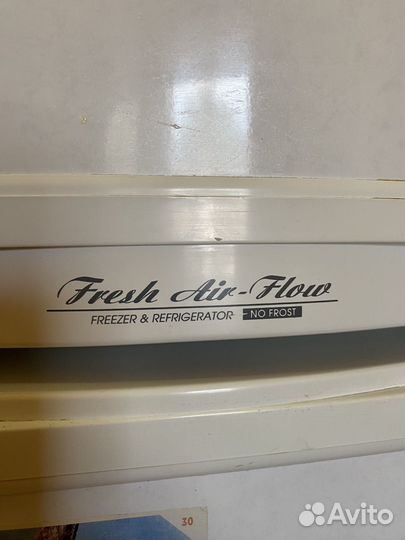 Fresh Air-Flow
FREEZER & REFRIGERATOR NO FROST
30
Avito